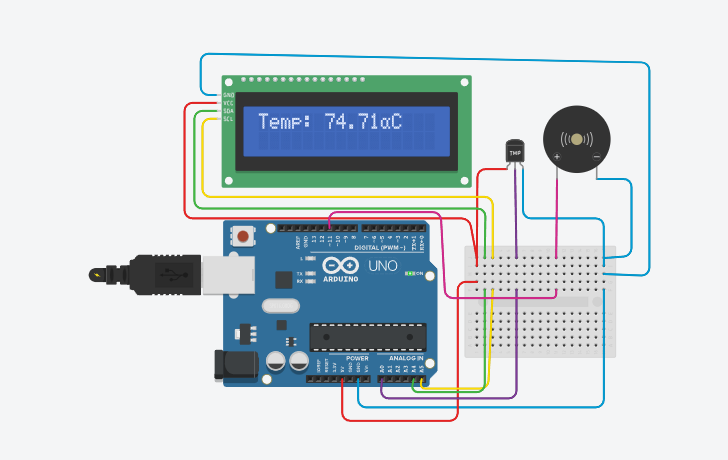 GND
VCC
SDA
SCL
Temp: 74.71αC
TMP
+
−
AREF
GND
13
12
~11
~10
~9
8
7
~6
~5
~4
~3
2
TX→1
RX←0
DIGITAL (PWM ~)
L
TX
RX
ARDUINO
UNO
ON
POWER
ANALOG IN
IOREF
RESET
3.3V
5V
GND
GND
A0
A1
A2
A3
A4